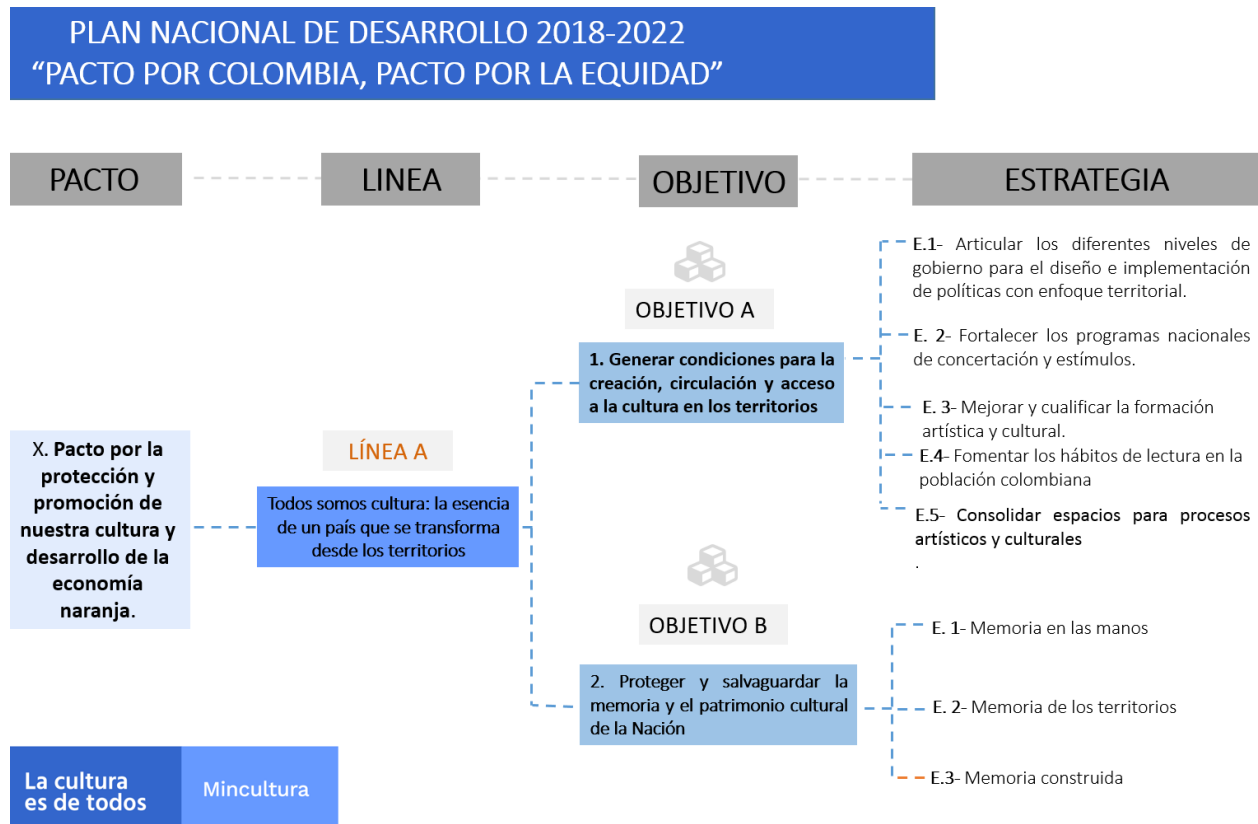 PLAN NACIONAL DE DESARROLLO 2018-2022
“PACTO POR COLOMBIA, PACTO POR LA EQUIDAD”
PACTO
LINEA
OBJETIVO
ESTRATEGIA
X. Pacto por la
protección y
promoción de
nuestra cultura y
desarrollo de la
economía
naranja.
LÍNEA A
Todos somos cultura: la esencia
de un país que se transforma
desde los territorios
OBJETIVO A
1. Generar condiciones para la
creación, circulación y acceso
a la cultura en los territorios
E.1- Articular los diferentes niveles de
gobierno para el diseño e implementación
de políticas con enfoque territorial.
E. 2- Fortalecer los programas nacionales
de concertación y estímulos.
E. 3- Mejorar y cualificar la formación
artística y cultural.
E.4- Fomentar los hábitos de lectura en la
población colombiana
E.5- Consolidar espacios para procesos
artísticos y culturales
.
OBJETIVO B
2. Proteger y salvaguardar la
memoria y el patrimonio cultural
de la Nación
E. 1- Memoria en las manos
E. 2- Memoria de los territorios
E.3- Memoria construida
La cultura
es de todos
Mincultura